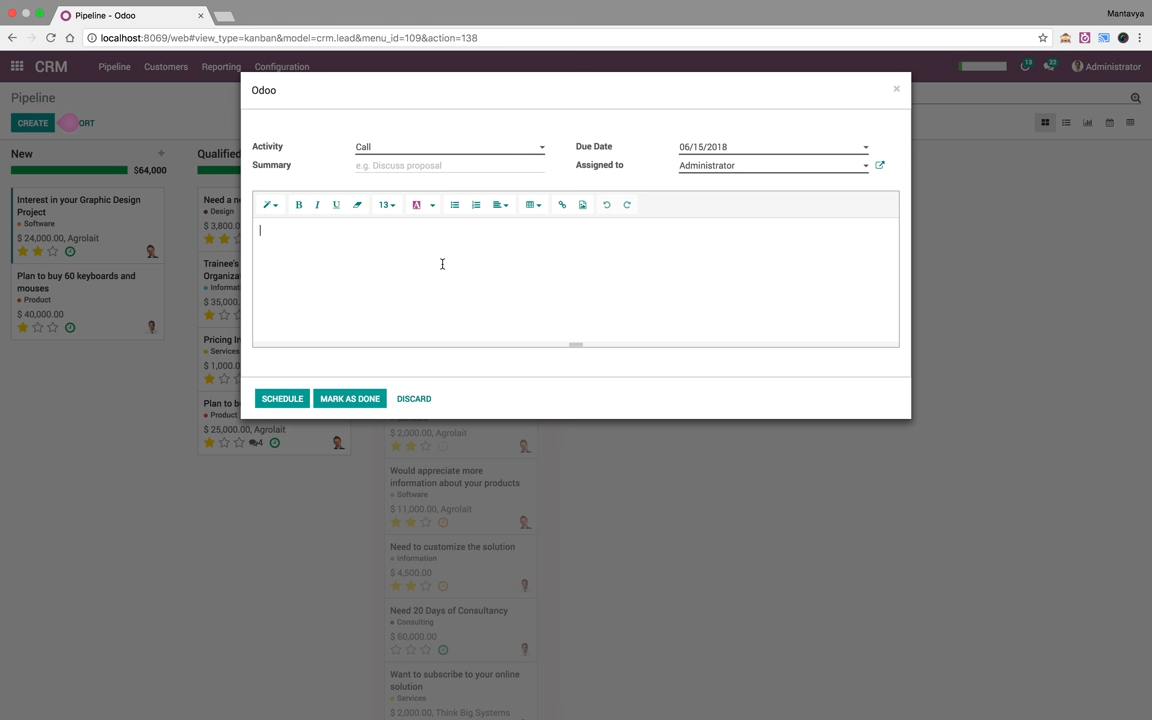 Pipeline - Odoo
Mantavya
localhost:8069/web#view_type=kanban&model=crm.lead&menu_id=109&action=138
CRM Pipeline Customers Reporting Configuration 13 22 Administrator
Pipeline
CREATE ORT
New $64,000
Interest in your Graphic Design
Project
Software
$ 24,000.00, Agrolait
Plan to buy 60 keyboards and
mouses
Product
$ 40,000.00
Qualified
Need a n
Design
$ 3,800.0
Trainee's
Organiza
Informat
$ 35,000.
Pricing In
Services
$ 1,000.0
Plan to b
Product
$ 25,000.00, Agrolait
4
Odoo ×
Activity Call Due Date 06/15/2018
Summary e.g. Discuss proposal Assigned to Administrator
B I U 13 A
SCHEDULE MARK AS DONE DISCARD
$ 2,000.00, Agrolait
Would appreciate more
information about your products
Software
$ 11,000.00, Agrolait
Need to customize the solution
Information
$ 4,500.00
Need 20 Days of Consultancy
Consulting
$ 60,000.00
Want to subscribe to your online
solution
Services
$ 2,000.00, Think Big Systems